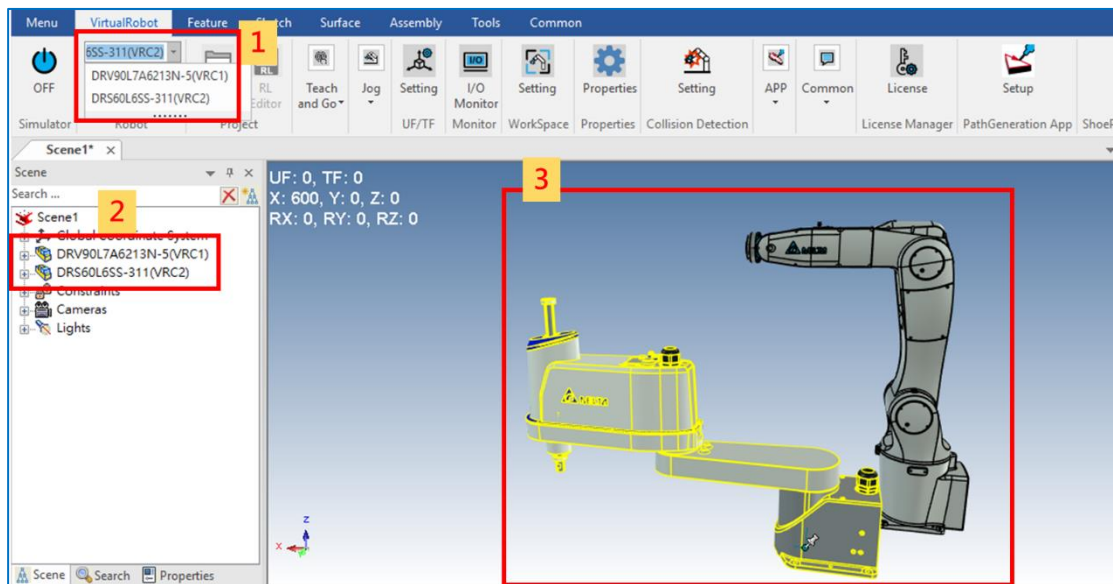 Menu VirtualRobot Feature Sketch Surface Assembly Tools Common
1
6SS-311(VRC2)
DRV90L7A6213N-5(VRC1)
DRS60L6SS-311(VRC2)
OFF
RL
Editor
Teach
and Go
Jog
Setting
I/O
Monitor
Setting
Properties
Setting
APP
Common
License
Setup
Simulator Robot Project UF/TF Monitor WorkSpace Properties Collision Detection License Manager PathGeneration App ShoeP
Scene1*
Scene
Search ...
Scene1
2
Global Coordinate System
DRV90L7A6213N-5(VRC1)
DRS60L6SS-311(VRC2)
Constraints
Cameras
Lights
UF: 0, TF: 0
X: 600, Y: 0, Z: 0
RX: 0, RY: 0, RZ: 0
3
z
x
Scene Search Properties